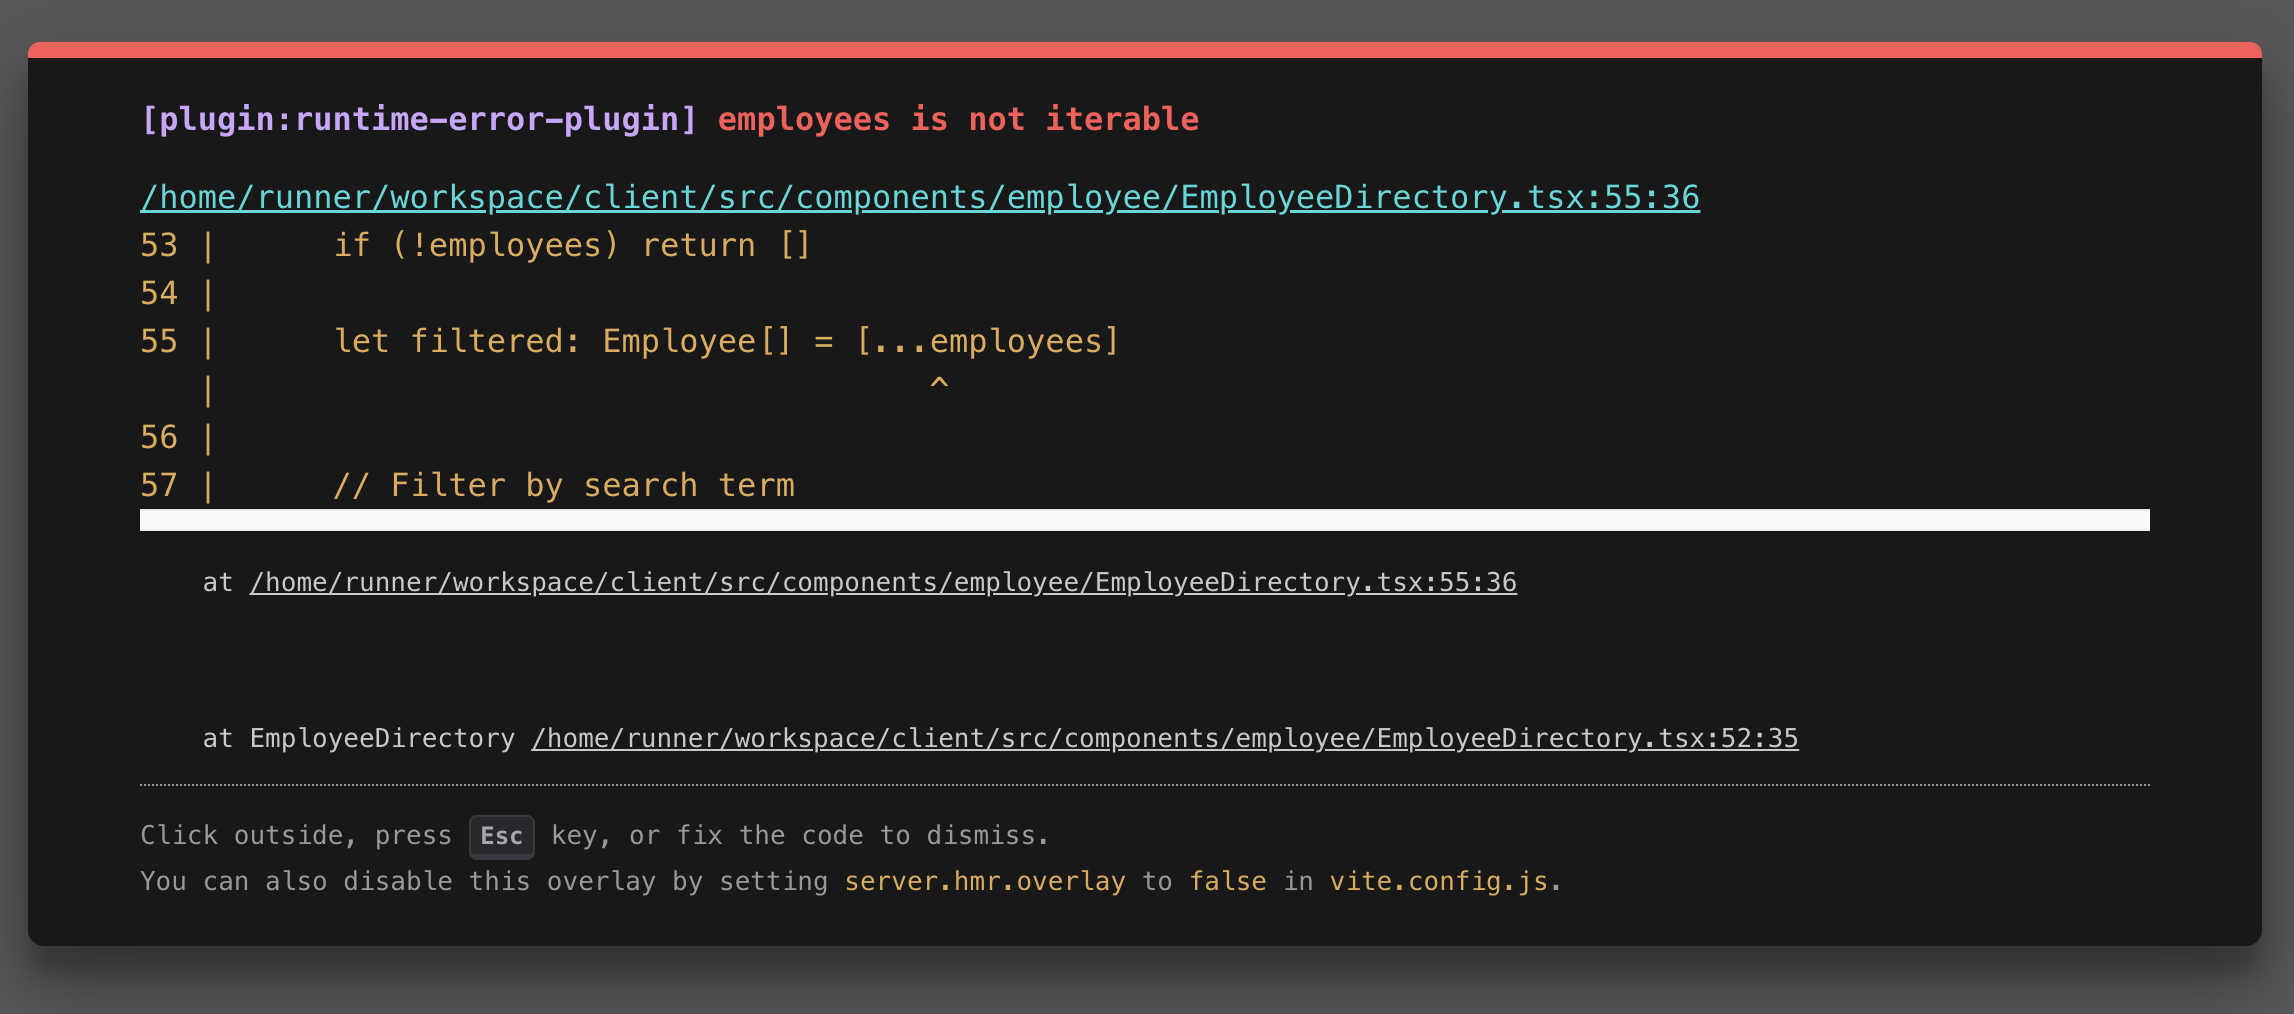 [plugin:runtime-error-plugin] employees is not iterable
/home/runner/workspace/client/src/components/employee/EmployeeDirectory.tsx:55:36
53 |      if (!employees) return []
54 |
55 |      let filtered: Employee[] = [...employees]
   |                                     ^
56 |
57 |      // Filter by search term
at /home/runner/workspace/client/src/components/employee/EmployeeDirectory.tsx:55:36
at EmployeeDirectory /home/runner/workspace/client/src/components/employee/EmployeeDirectory.tsx:52:35
Click outside, press Esc key, or fix the code to dismiss.
You can also disable this overlay by setting server.hmr.overlay to false in vite.config.js.